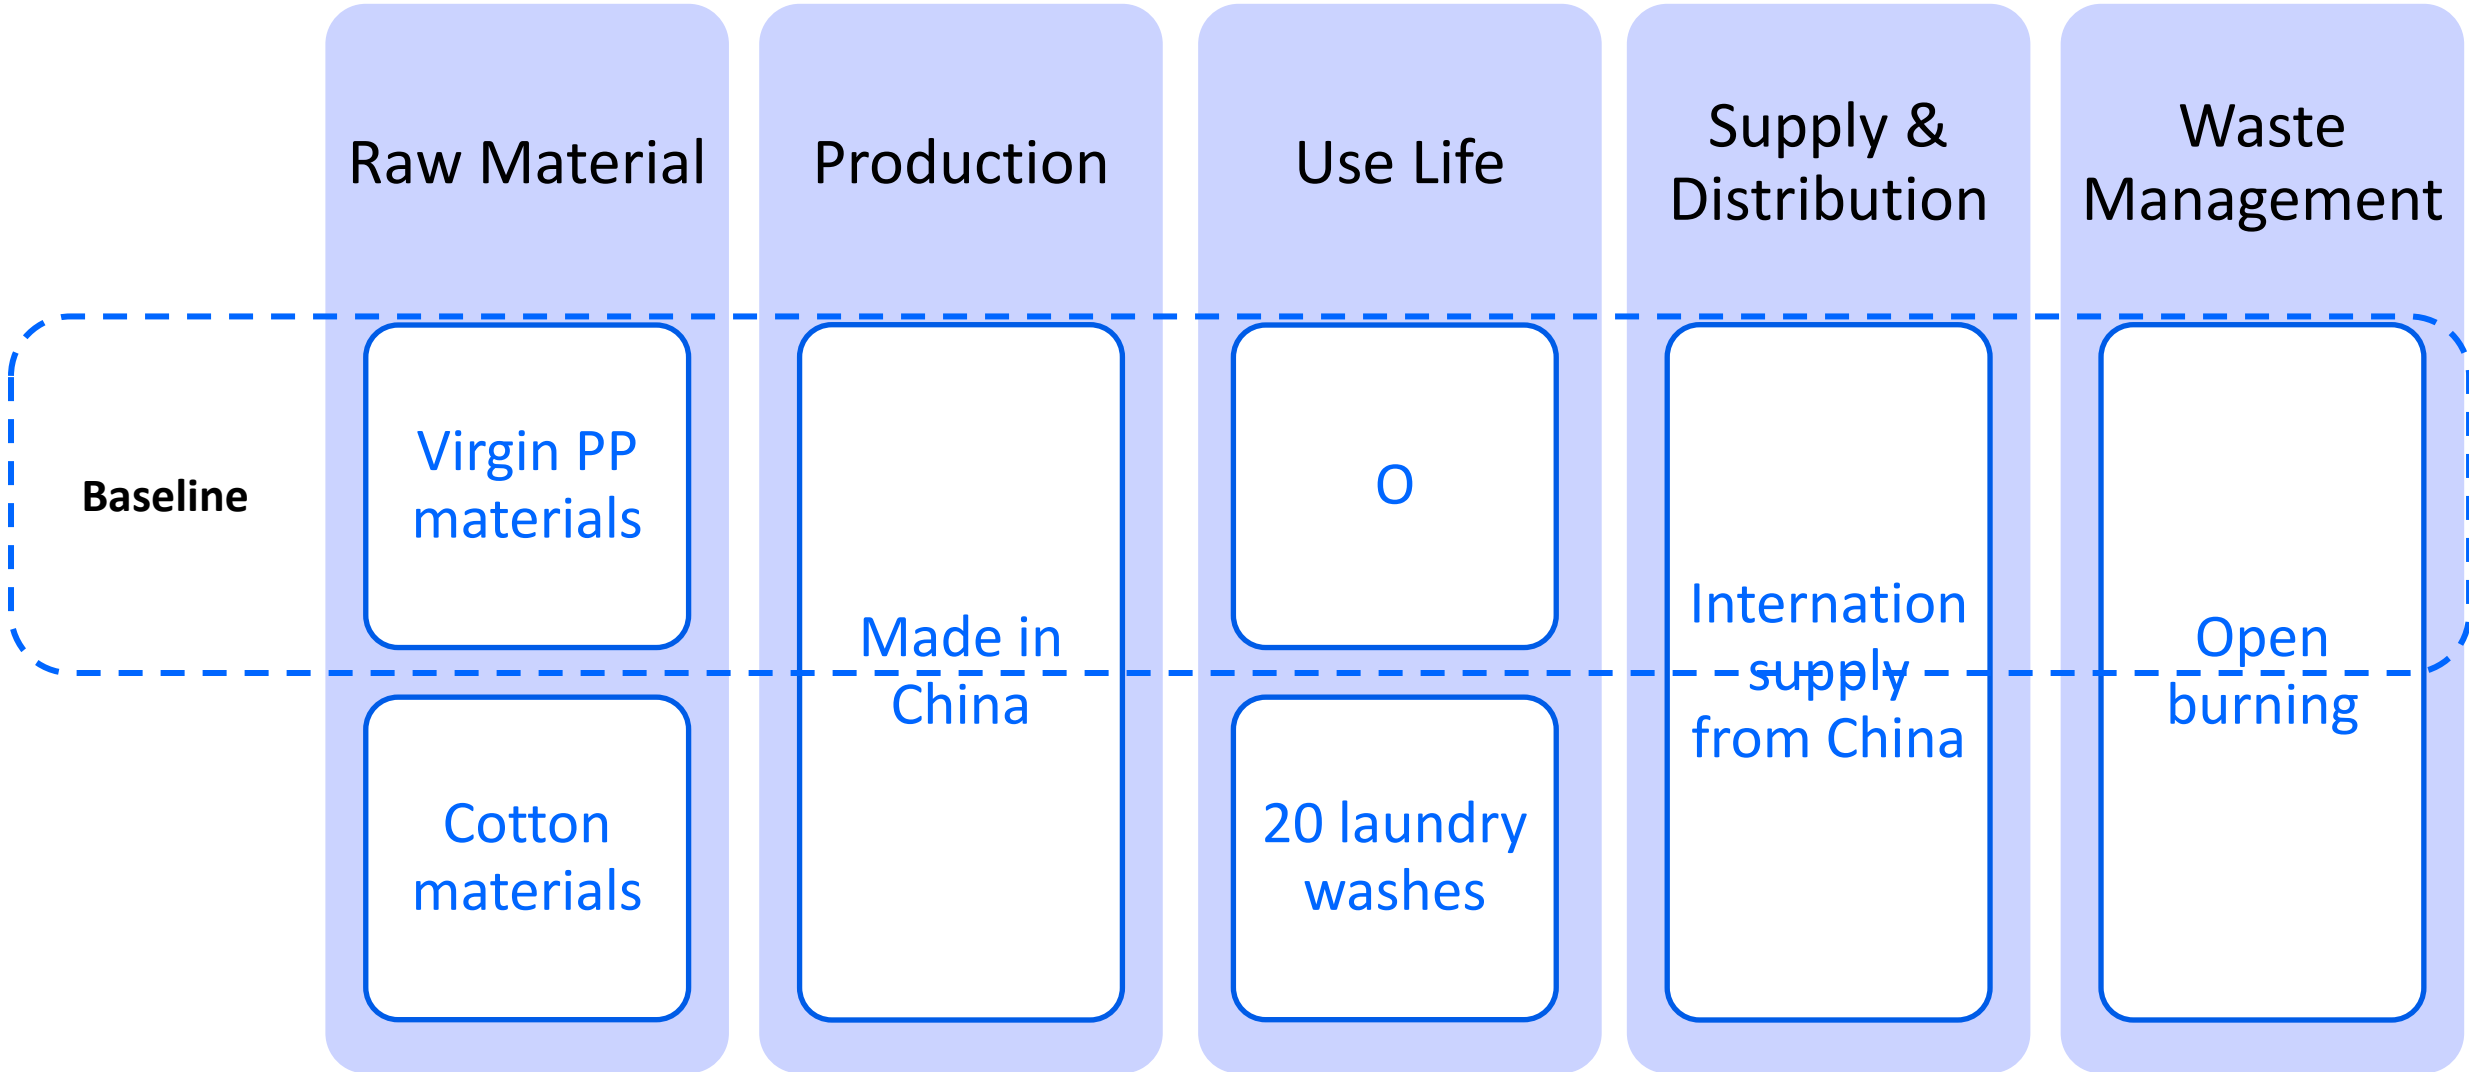 Raw Material
Production
Use Life
Supply &
Distribution
Waste
Management
Baseline
Virgin PP
materials
Made in
China
O
Internation
supply
from China
Open
burning
Cotton
materials
20 laundry
washes